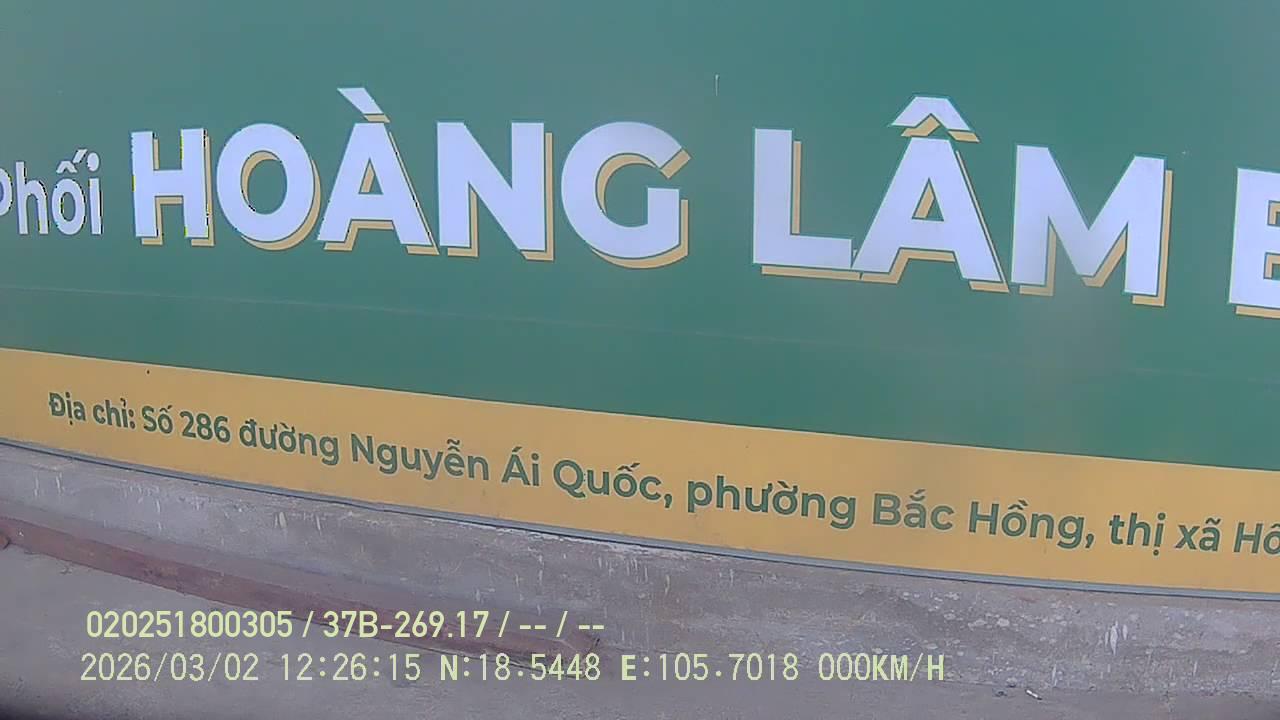 Phối HOÀNG LÂM
Địa chỉ: Số 286 đường Nguyễn Ái Quốc, phường Bắc Hồng, thị xã Hồ
020251800305 / 37B-269.17 / -- / --
2026/03/02 12:26:15 N:18.5448 E:105.7018 000KM/H